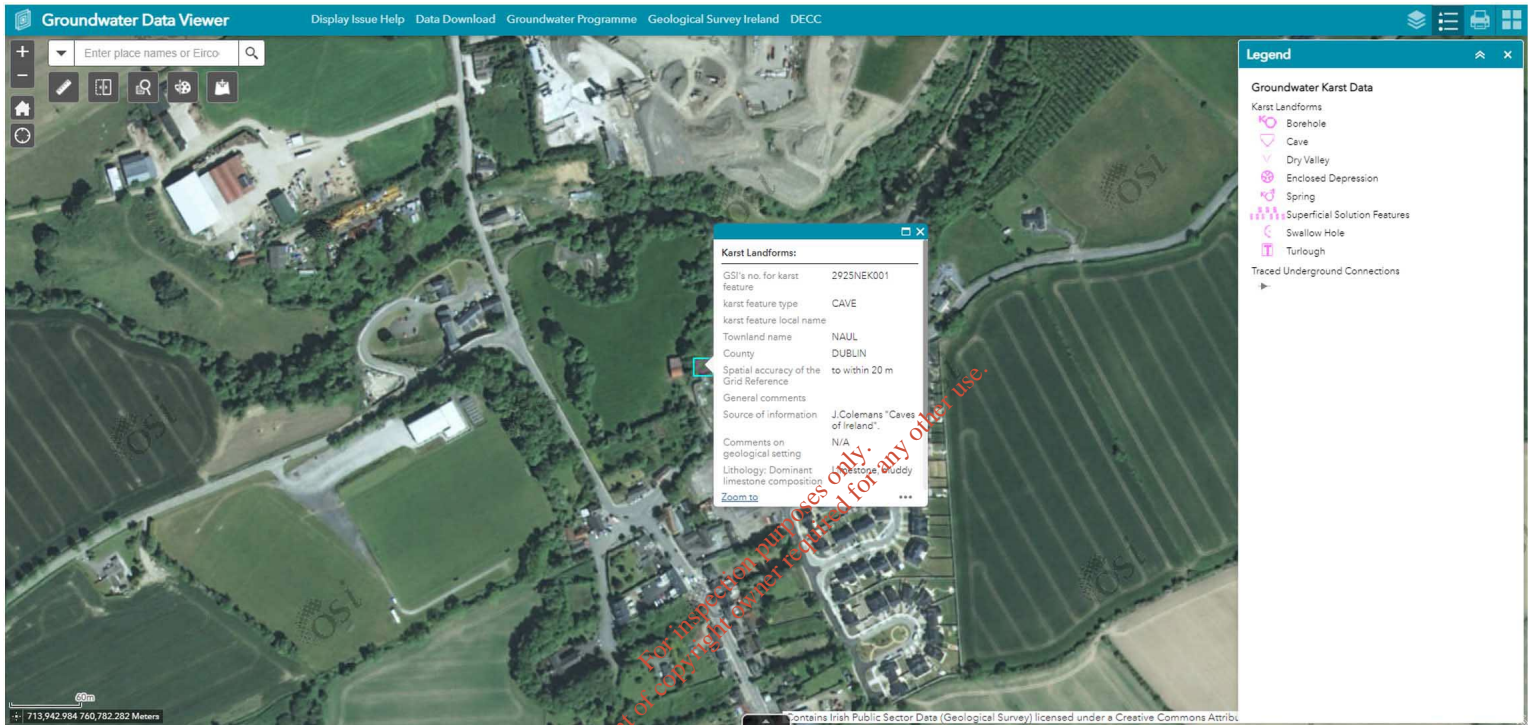 Groundwater Data Viewer
Display Issue Help Data Download Groundwater Programme Geological Survey Ireland DECC
Enter place names or Eirco
Legend
Groundwater Karst Data
Karst Landforms
Borehole
Cave
Dry Valley
Enclosed Depression
Spring
Superficial Solution Features
Swallow Hole
Turlough
Traced Underground Connections
Karst Landforms:
GSI's no. for karst 2925NEK001
feature
karst feature type CAVE
karst feature local name
Townland name NAUL
County DUBLIN
Spatial accuracy of the to within 20 m
Grid Reference
General comments
Source of information J.Colemans "Caves
of Ireland".
Comments on N/A
geological setting
Lithology: Dominant Limestone, muddy
limestone composition
Zoom to
For inspection purposes only.
of copyright owner required for any other use.
osi
osi
osi
osi
osi
60m
713,942.984 760,782.282 Meters
Contains Irish Public Sector Data (Geological Survey) licensed under a Creative Commons Attribu